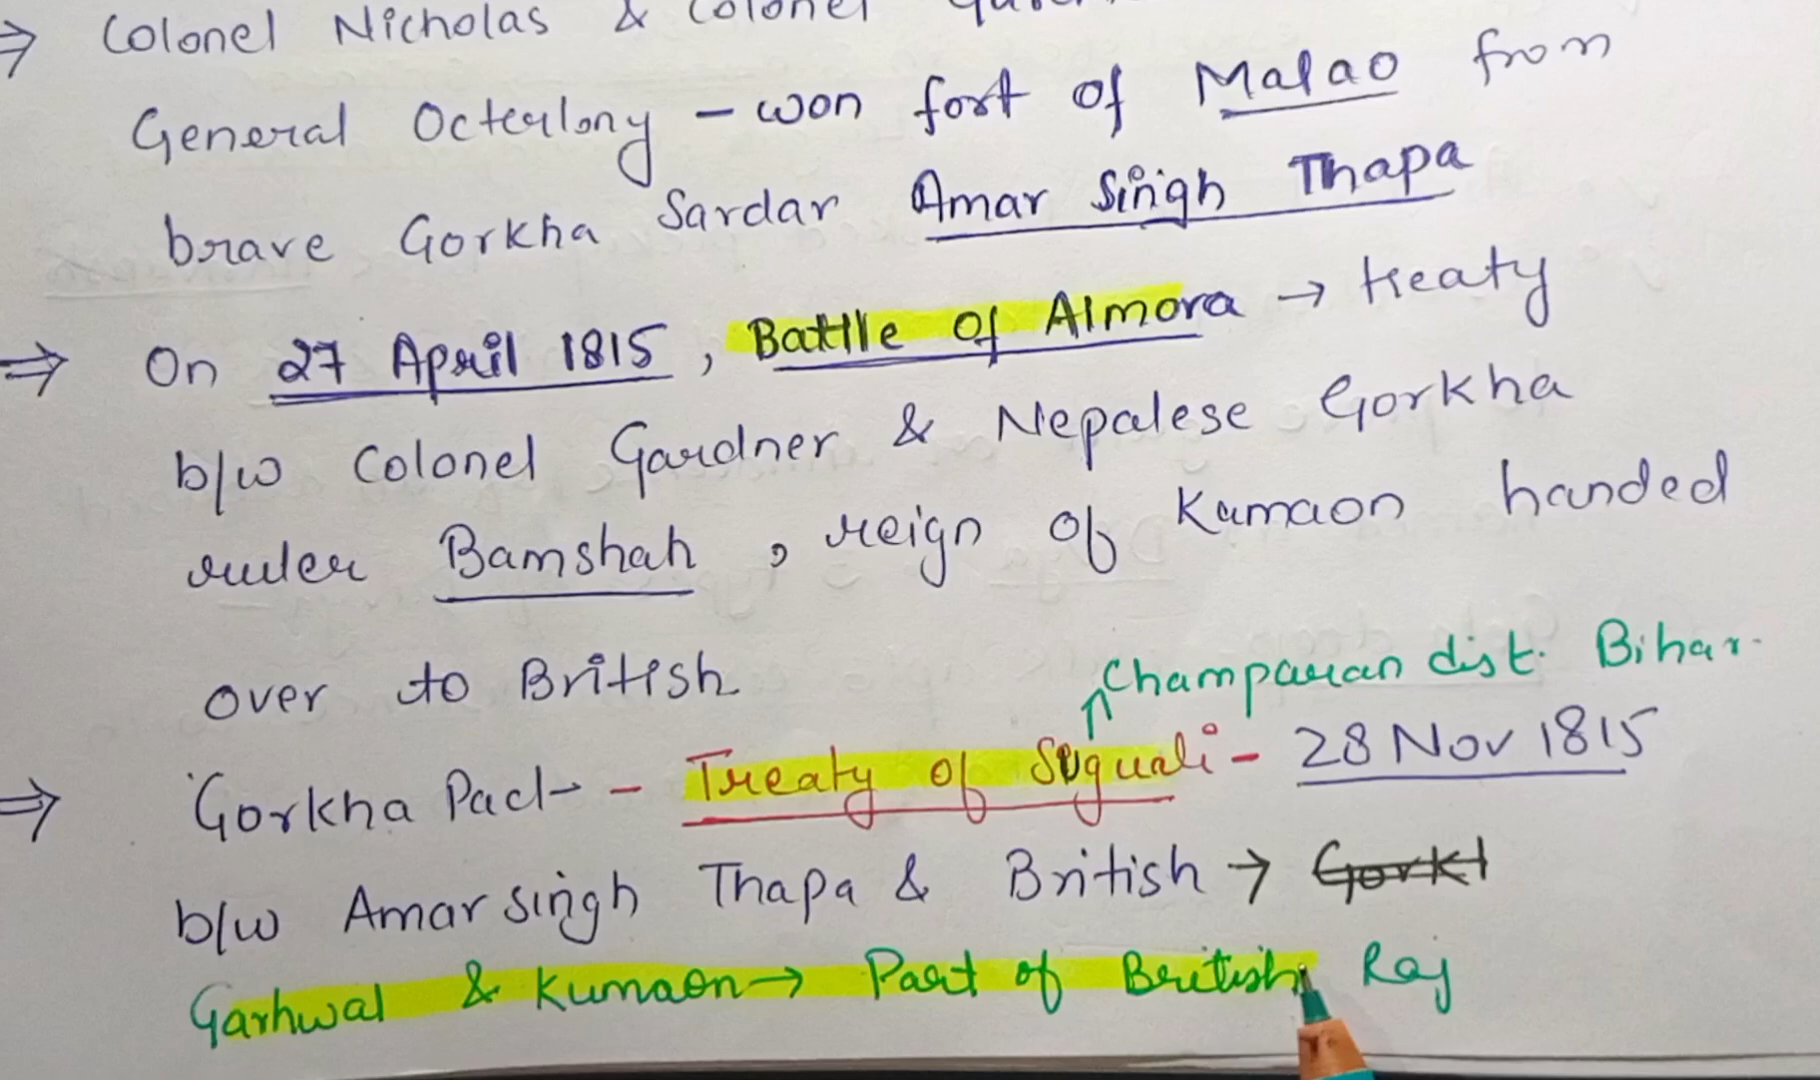 ⇒ Colonel Nicholas & Colonel
General Octerlony – won fort of Malao from
brave Gorkha Sardar Amar Singh Thapa
⇒ On 27 April 1815, Battle of Almora → treaty
b/w Colonel Gardner & Nepalese Gorkha
ruler Bamshah, reign of Kumaon handed
over to British
Champaran dist. Bihar.
⇒ Gorkha Pact - Treaty of Suguali - 28 Nov 1815
b/w Amar singh Thapa & British → Gorkh
Garhwal & Kumaon → Part of British Raj